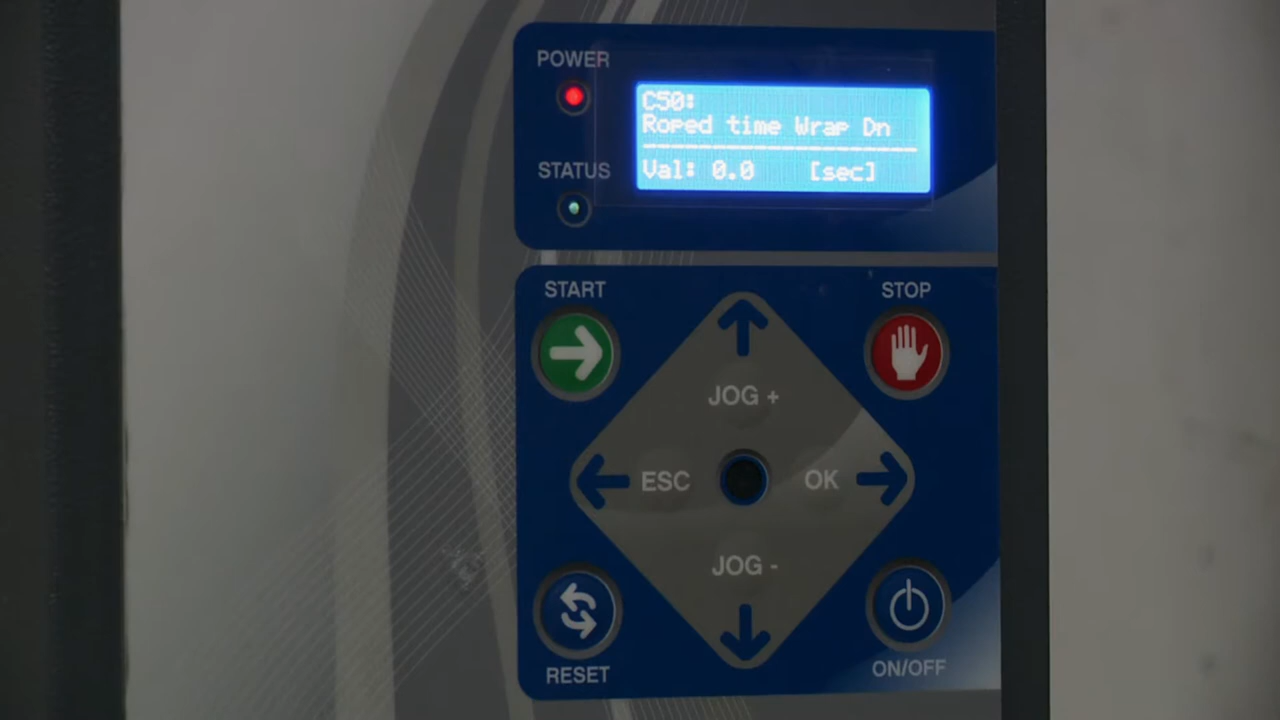 POWER
C50:
Roped time Wrap Dn
Val: 0.0 [sec]
STATUS
START
STOP
JOG +
ESC
OK
JOG -
RESET
ON/OFF